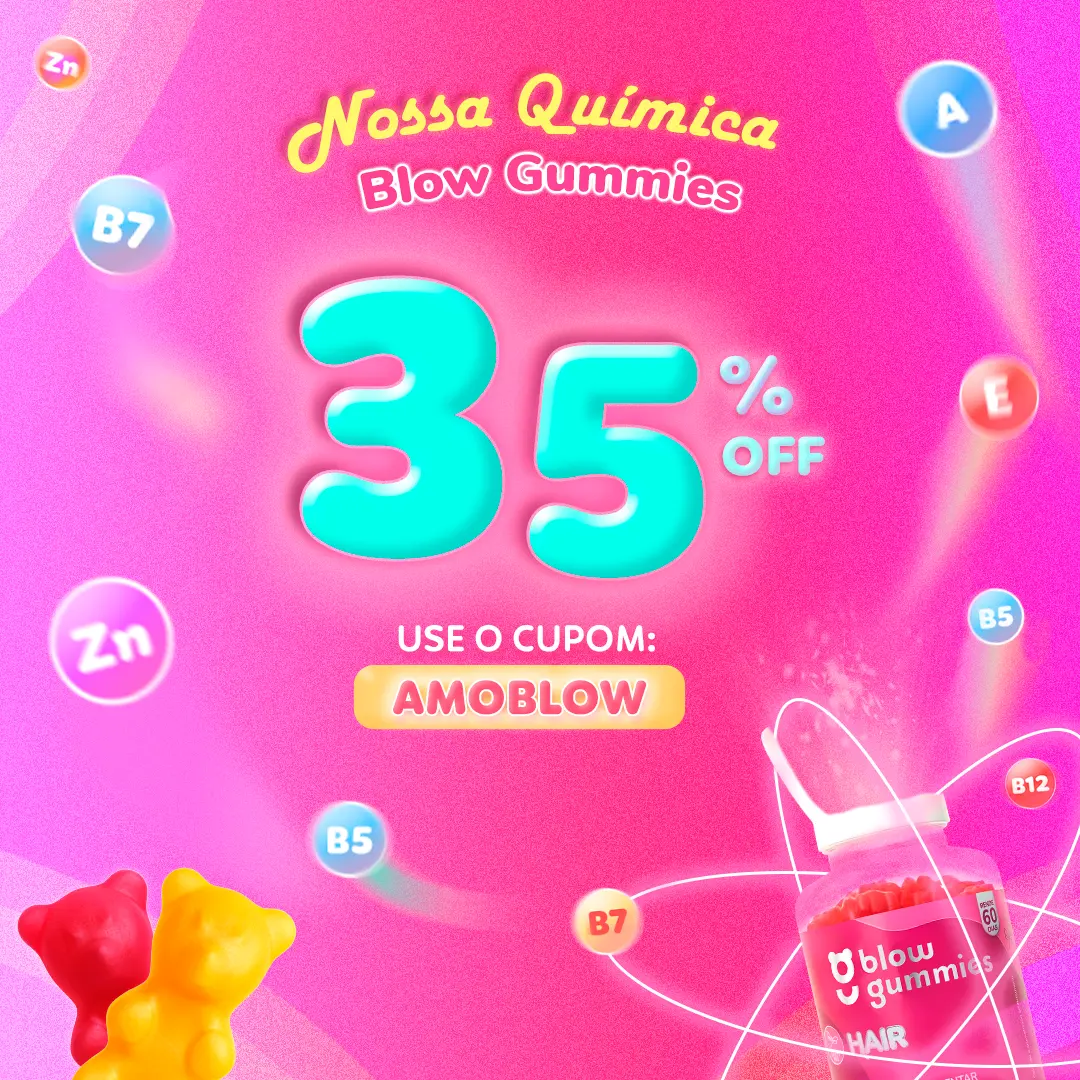 Zn
A
Nossa Química
Blow Gummies
B7
35
%
OFF
E
B5
Zn
USE O CUPOM:
AMOBLOW
B12
B5
B7
RENDE
60
DIAS
blow
gummies
HAIR